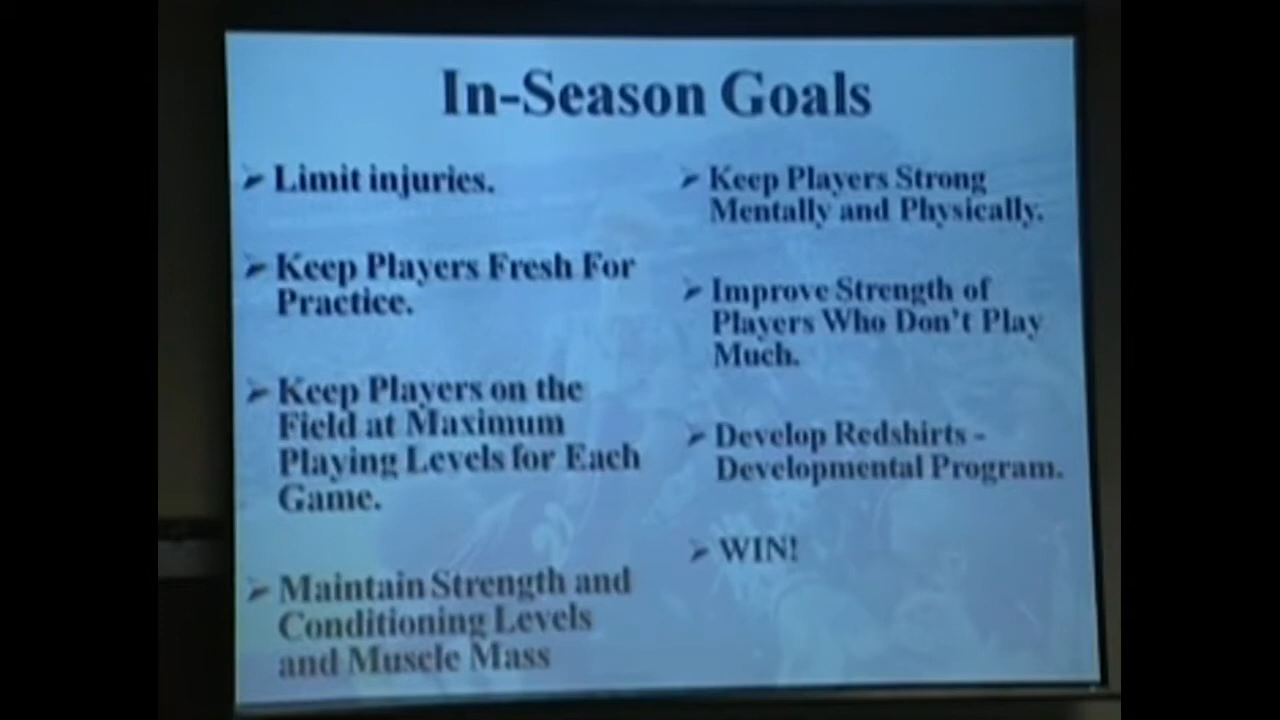 In-Season Goals
➢ Limit injuries.
➢ Keep Players Fresh For
Practice.
➢ Keep Players on the
Field at Maximum
Playing Levels for Each
Game.
➢ Maintain Strength and
Conditioning Levels
and Muscle Mass
➢ Keep Players Strong
Mentally and Physically.
➢ Improve Strength of
Players Who Don't Play
Much.
➢ Develop Redshirts -
Developmental Program.
➢ WIN!